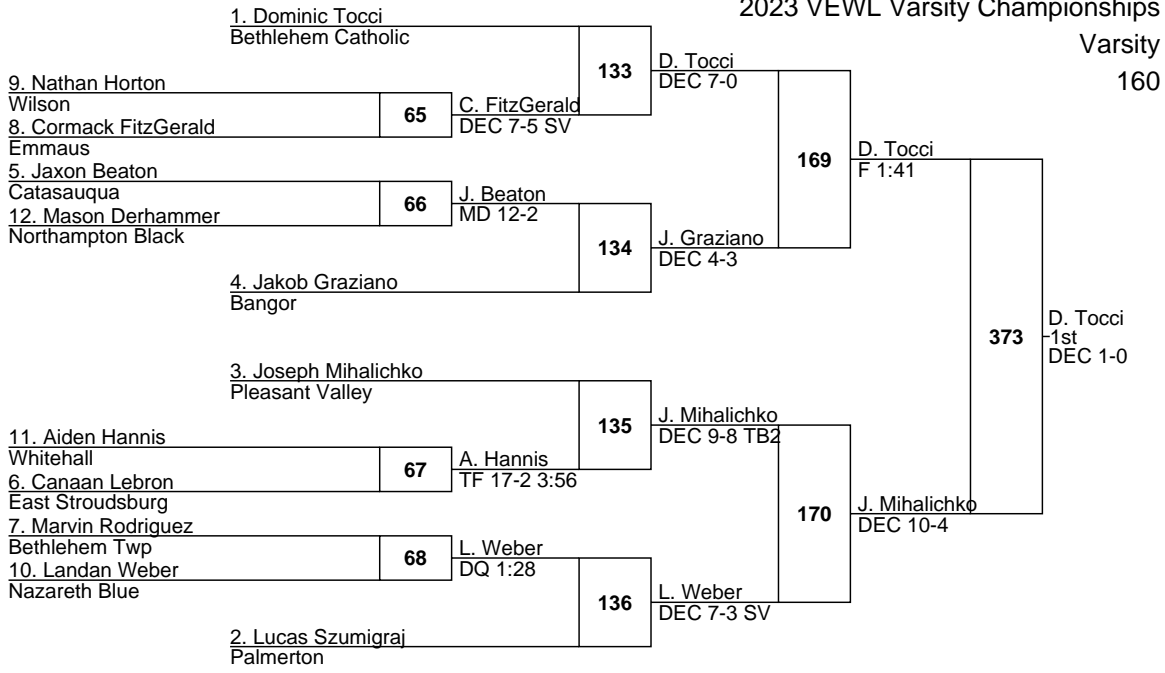 2023 VEWL Varsity Championships
Varsity
160
1. Dominic Tocci
Bethlehem Catholic
9. Nathan Horton
Wilson
8. Cormack FitzGerald
Emmaus
5. Jaxon Beaton
Catasauqua
12. Mason Derhammer
Northampton Black
4. Jakob Graziano
Bangor
3. Joseph Mihalichko
Pleasant Valley
11. Aiden Hannis
Whitehall
6. Canaan Lebron
East Stroudsburg
7. Marvin Rodriguez
Bethlehem Twp
10. Landan Weber
Nazareth Blue
2. Lucas Szumigraj
Palmerton
65
C. FitzGerald
DEC 7-5 SV
66
J. Beaton
MD 12-2
67
A. Hannis
TF 17-2 3:56
68
L. Weber
DQ 1:28
133
D. Tocci
DEC 7-0
134
J. Graziano
DEC 4-3
135
J. Mihalichko
DEC 9-8 TB2
136
L. Weber
DEC 7-3 SV
169
D. Tocci
F 1:41
170
J. Mihalichko
DEC 10-4
373
D. Tocci
1st
DEC 1-0